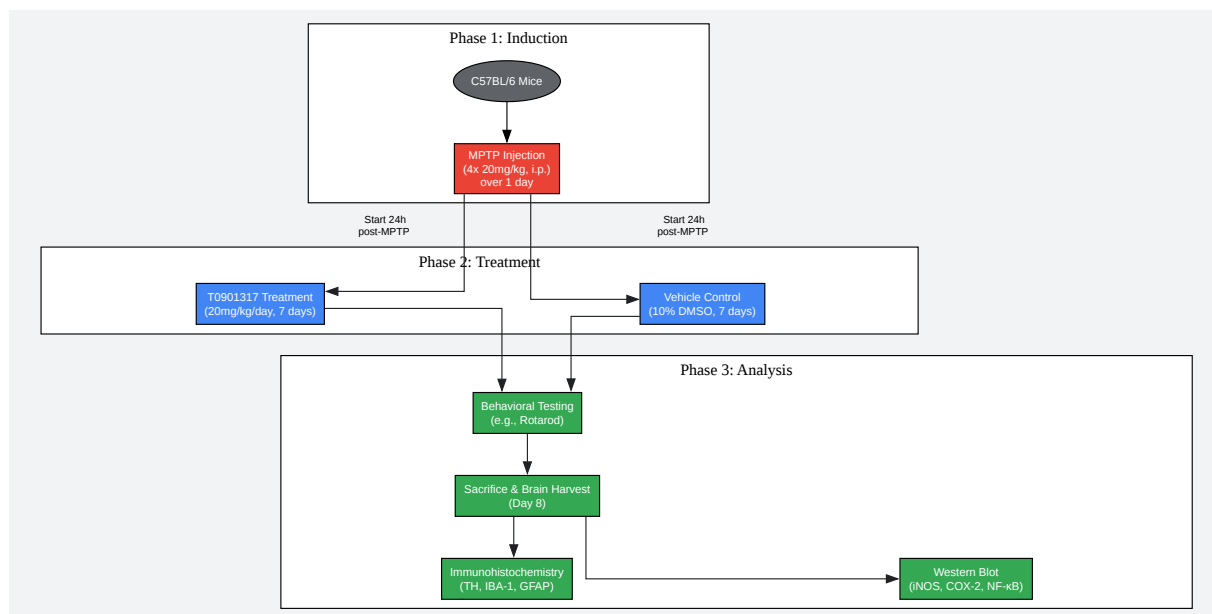 Phase 1: Induction
C57BL/6 Mice
MPTP Injection
(4x 20mg/kg, i.p.)
over 1 day
Start 24h
post-MPTP
Start 24h
post-MPTP
Phase 2: Treatment
T0901317 Treatment
(20mg/kg/day, 7 days)
Vehicle Control
(10% DMSO, 7 days)
Phase 3: Analysis
Behavioral Testing
(e.g., Rotarod)
Sacrifice & Brain Harvest
(Day 8)
Immunohistochemistry
(TH, IBA-1, GFAP)
Western Blot
(iNOS, COX-2, NF-κB)